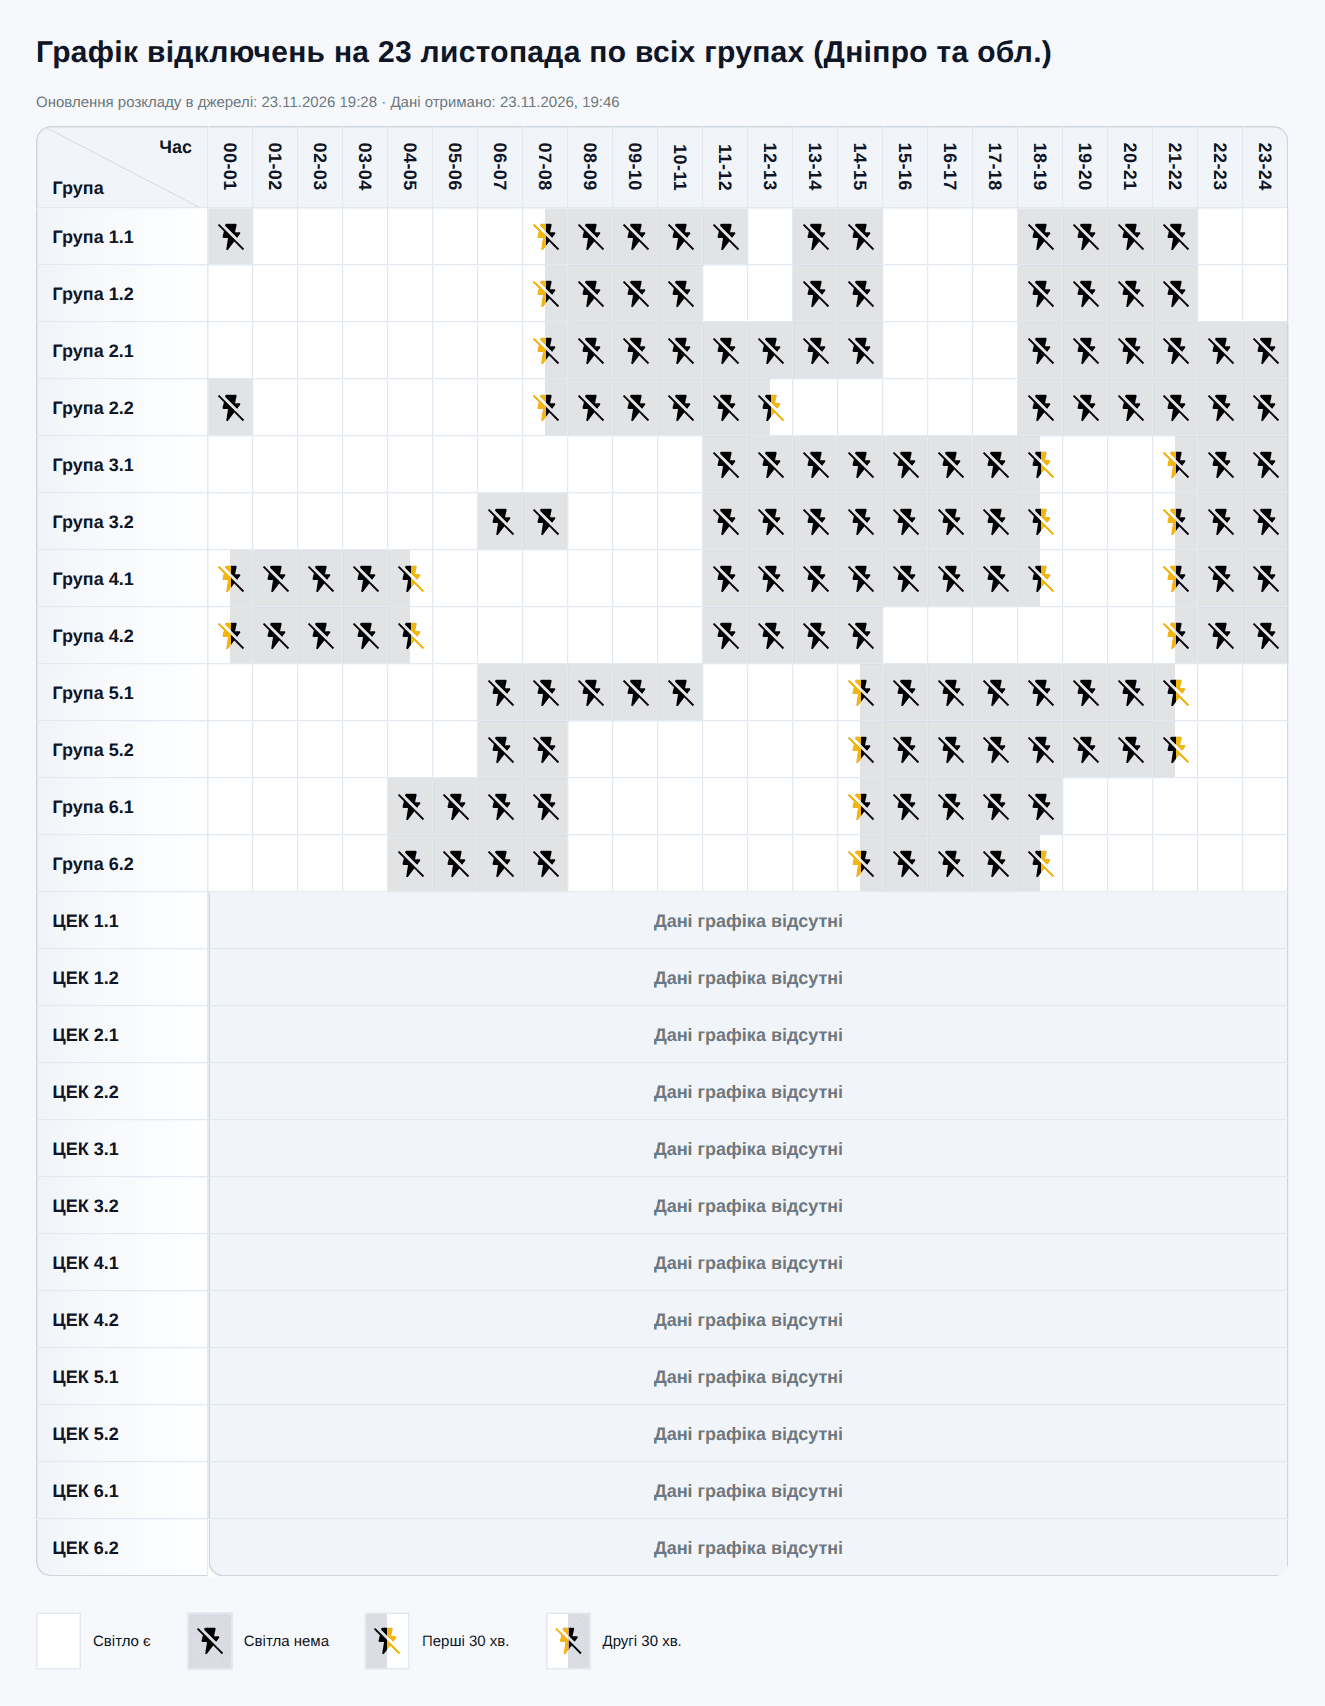 Графік відключень на 23 листопада по всіх групах (Дніпро та обл.)
Оновлення розкладу в джерелі: 23.11.2026 19:28 · Дані отримано: 23.11.2026, 19:46
Час
Група
00-01 01-02 02-03 03-04 04-05 05-06 06-07 07-08 08-09 09-10 10-11 11-12 12-13 13-14 14-15 15-16 16-17 17-18 18-19 19-20 20-21 21-22 22-23 23-24
Група 1.1
Група 1.2
Група 2.1
Група 2.2
Група 3.1
Група 3.2
Група 4.1
Група 4.2
Група 5.1
Група 5.2
Група 6.1
Група 6.2
ЦЕК 1.1 Дані графіка відсутні
ЦЕК 1.2 Дані графіка відсутні
ЦЕК 2.1 Дані графіка відсутні
ЦЕК 2.2 Дані графіка відсутні
ЦЕК 3.1 Дані графіка відсутні
ЦЕК 3.2 Дані графіка відсутні
ЦЕК 4.1 Дані графіка відсутні
ЦЕК 4.2 Дані графіка відсутні
ЦЕК 5.1 Дані графіка відсутні
ЦЕК 5.2 Дані графіка відсутні
ЦЕК 6.1 Дані графіка відсутні
ЦЕК 6.2 Дані графіка відсутні
Світло є Світла нема Перші 30 хв. Другі 30 хв.